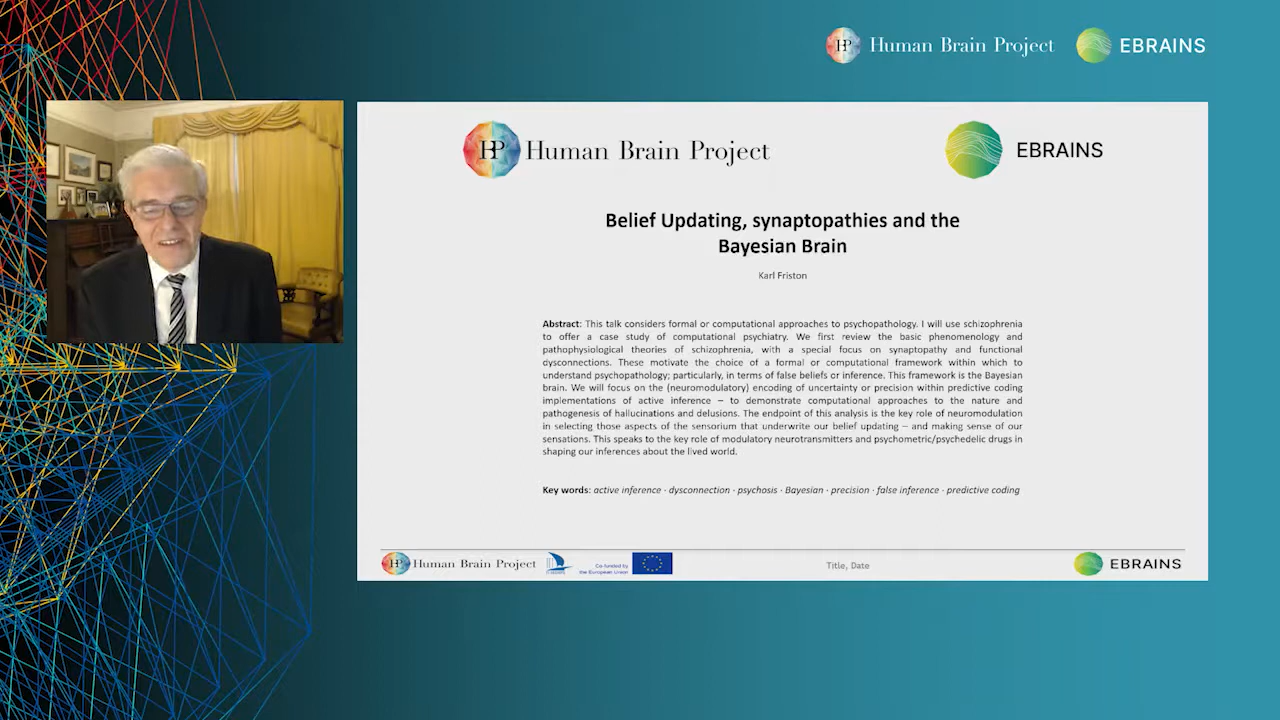 Human Brain Project
EBRAINS
Human Brain Project
EBRAINS
Belief Updating, synaptopathies and the
Bayesian Brain
Karl Friston
Abstract: This talk considers formal or computational approaches to psychopathology. I will use schizophrenia
to offer a case study of computational psychiatry. We first review the basic phenomenology and
pathophysiological theories of schizophrenia, with a special focus on synaptopathy and functional
dysconnections. These motivate the choice of a formal or computational framework within which to
understand psychopathology; particularly, in terms of false beliefs or inference. This framework is the Bayesian
brain. We will focus on the (neuromodulatory) encoding of uncertainty or precision within predictive coding
implementations of active inference – to demonstrate computational approaches to the nature and
pathogenesis of hallucinations and delusions. The endpoint of this analysis is the key role of neuromodulation
in selecting those aspects of the sensorium that underwrite our belief updating – and making sense of our
sensations. This speaks to the key role of modulatory neurotransmitters and psychometric/psychedelic drugs in
shaping our inferences about the lived world.
Key words: active inference · dysconnection · psychosis · Bayesian · precision · false inference · predictive coding
Human Brain Project
Co-funded by
the European Union
Title, Date
EBRAINS